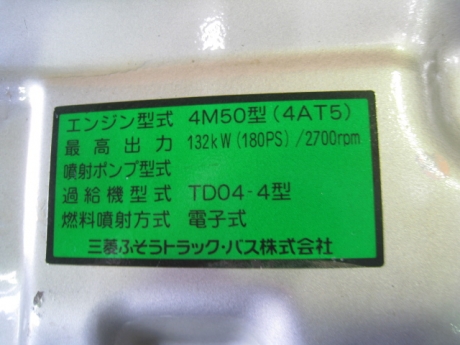 エンジン型式 4M50型(4AT5)
最高出力 132kW(180PS)/2700rpm
噴射ポンプ型式
過給機型式 TD04-4型
燃料噴射方式 電子式
三菱ふそうトラック・バス株式会社